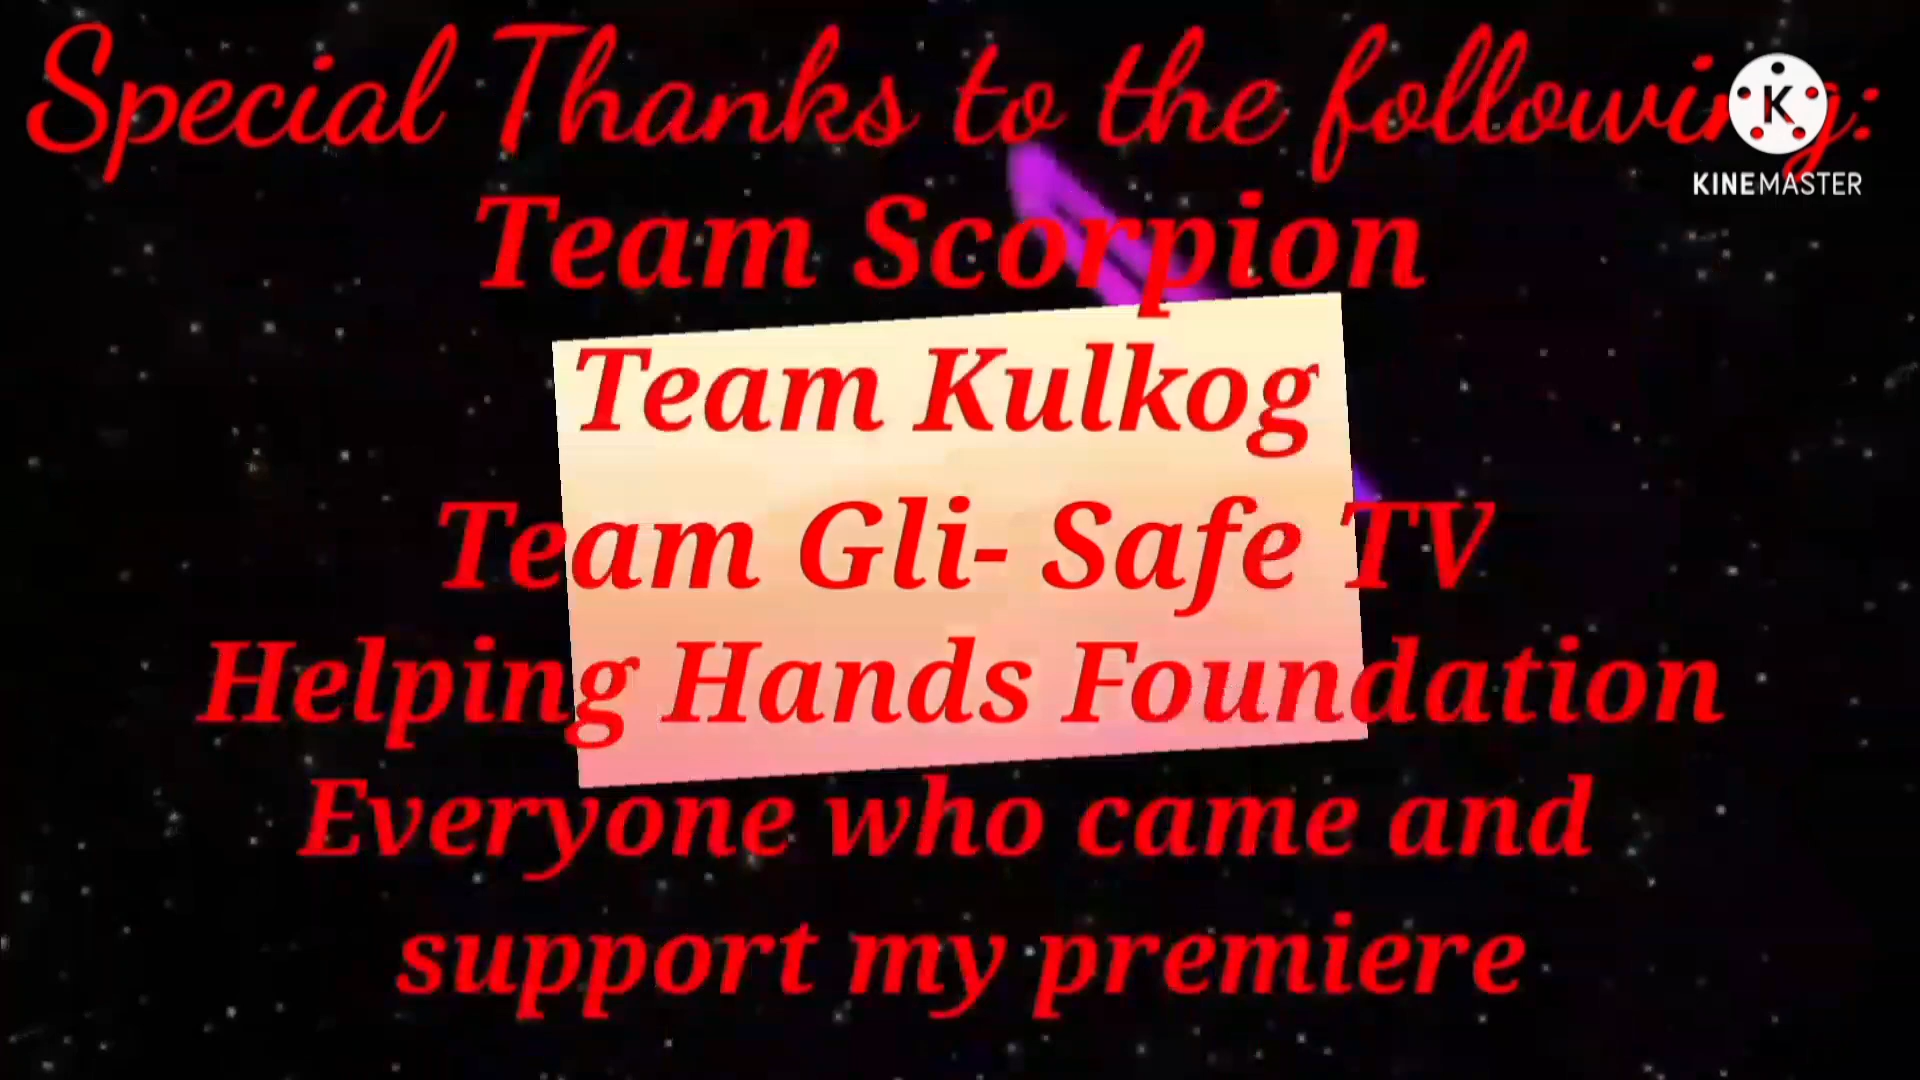 Special Thanks to the following:
Team Scorpion
Team Kulkog
Team Gli- Safe TV
Helping Hands Foundation
Everyone who came and
support my premiere
K
KINEMASTER